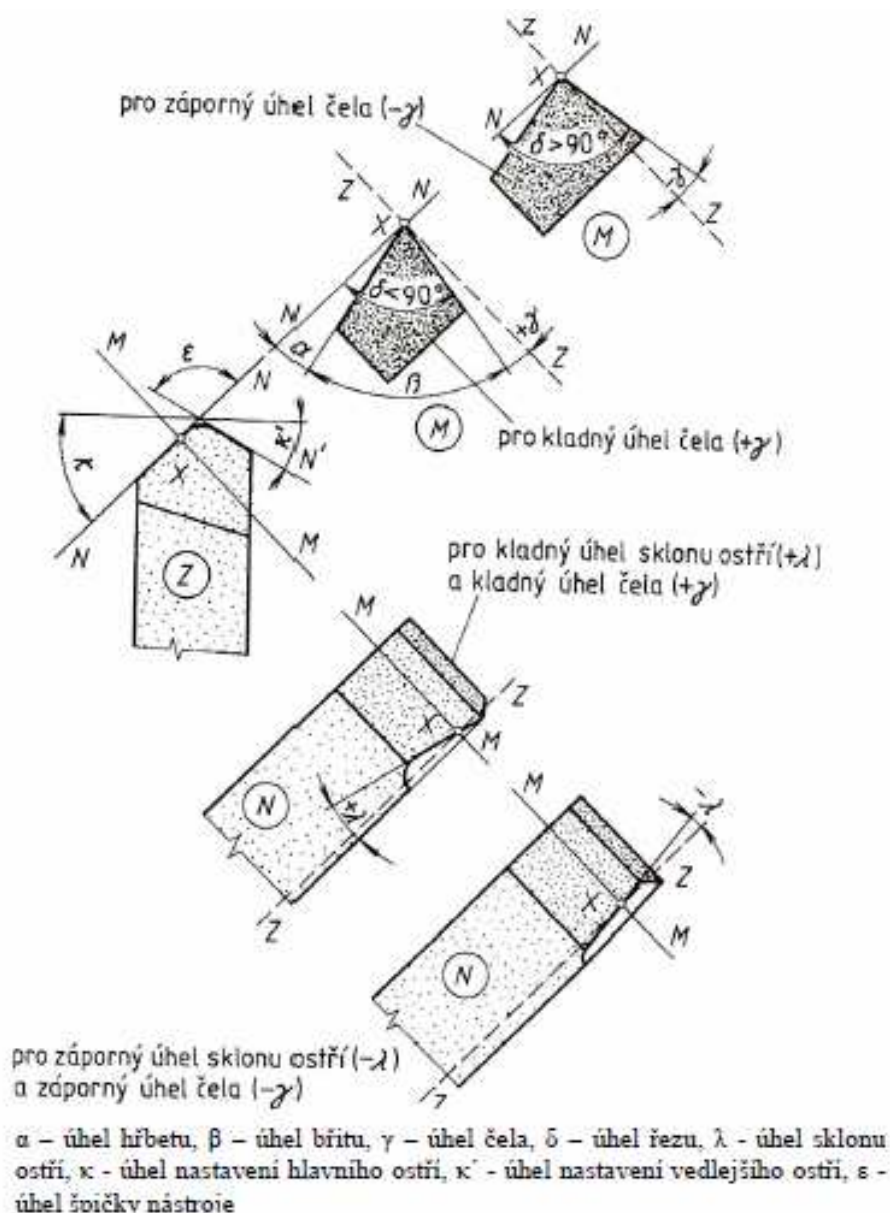 Z N
X
pro záporný úhel čela (-γ)
N
δ>90°
-γ
Z
M
Z N
X
δ<90°
N
α
β
+γ
Z
M
M
ε
N
ϰ
ϰ'
N'
X
N
M
Z
pro kladný úhel čela (+γ)
pro kladný úhel sklonu ostří (+λ)
a kladný úhel čela (+γ)
M
Z
X
M
N
+λ
Z
M
-λ
Z
X
M
N
Z
pro záporný úhel sklonu ostří (-λ)
a záporný úhel čela (-γ)
α – úhel hřbetu, β – úhel břitu, γ – úhel čela, δ – úhel řezu, λ - úhel sklonu
ostří, κ - úhel nastavení hlavního ostří, κ´ - úhel nastavení vedlejšího ostří, ε -
úhel špičky nástroje